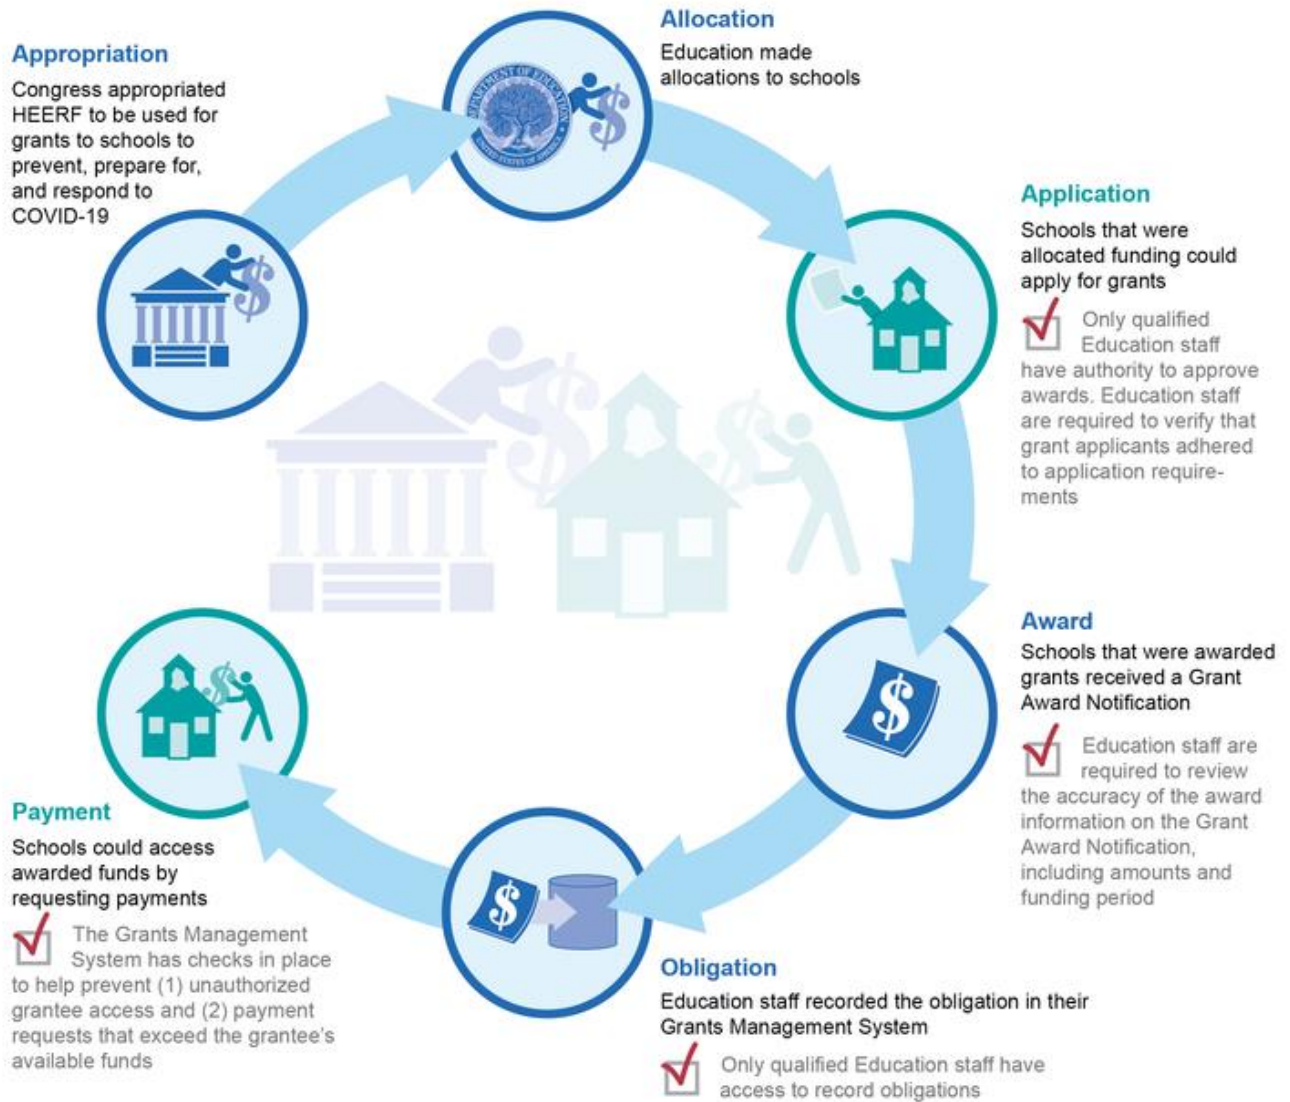 Appropriation
Congress appropriated
HEERF to be used for
grants to schools to
prevent, prepare for,
and respond to
COVID-19
Allocation
Education made
allocations to schools
DEPARTMENT OF EDUCATION
UNITED STATES OF AMERICA
$
$
Application
Schools that were
allocated funding could
apply for grants
Only qualified
Education staff
have authority to approve
awards. Education staff
are required to verify that
grant applicants adhered
to application require-
ments
$
$
Award
Schools that were awarded
grants received a Grant
Award Notification
Education staff are
required to review
the accuracy of the award
information on the Grant
Award Notification,
including amounts and
funding period
$
Obligation
Education staff recorded the obligation in their
Grants Management System
Only qualified Education staff have
access to record obligations
$
Payment
Schools could access
awarded funds by
requesting payments
The Grants Management
System has checks in place
to help prevent (1) unauthorized
grantee access and (2) payment
requests that exceed the grantee's
available funds
$